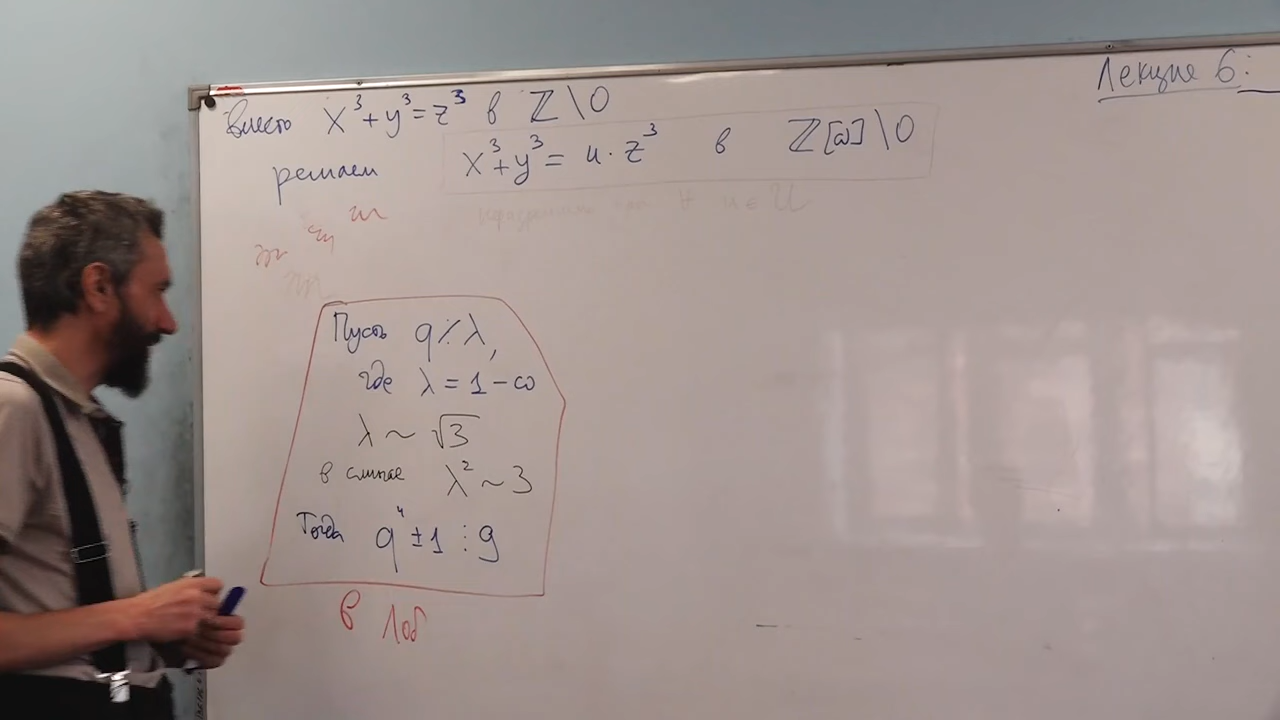 Лекция 6:
Вместо x³+y³=z³ в ℤ\0
решаем x³+y³= u·z³ в ℤ[ω]\0
∀ u∈U
Пусть q ⁒ λ,
где λ = 1-ω
λ ~ √3
в смысле λ² ~ 3
Тогда q⁴ ± 1 ⋮ 9
в лоб